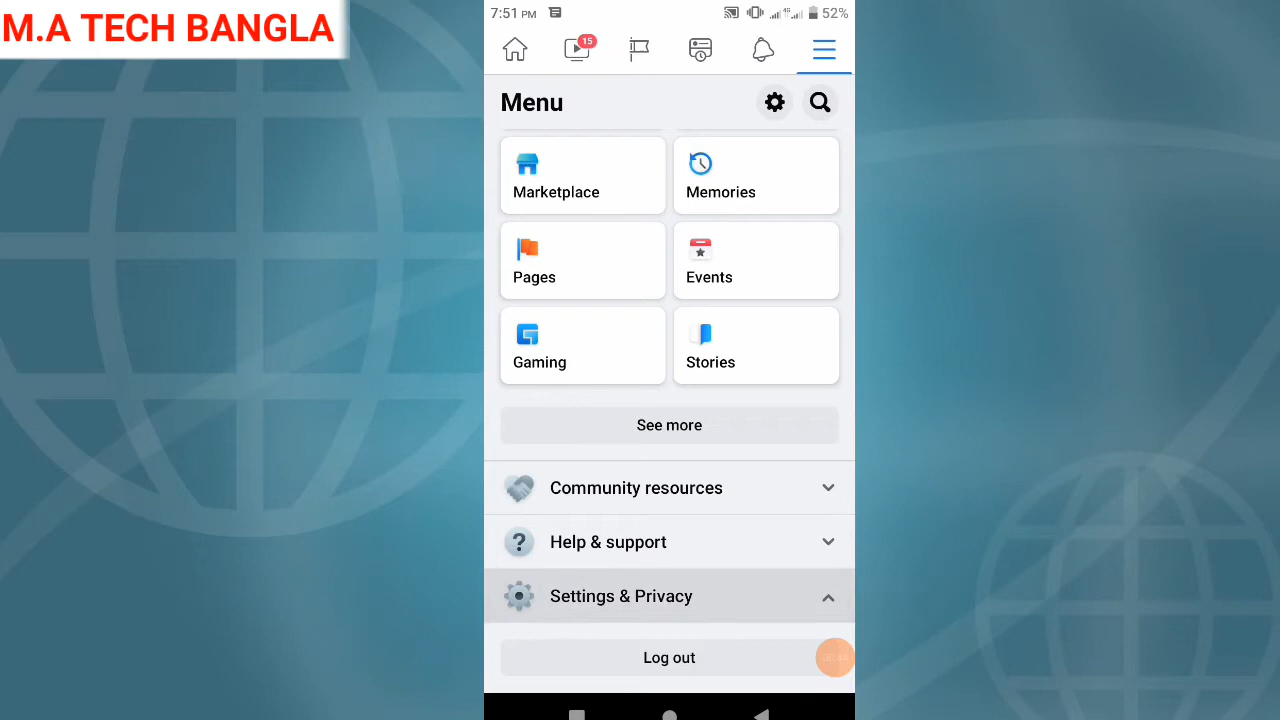 M.A TECH BANGLA
7:51 PM
4G
52%
15
Menu
Marketplace
Memories
Pages
Events
Gaming
Stories
See more
Community resources
Help & support
Settings & Privacy
Log out